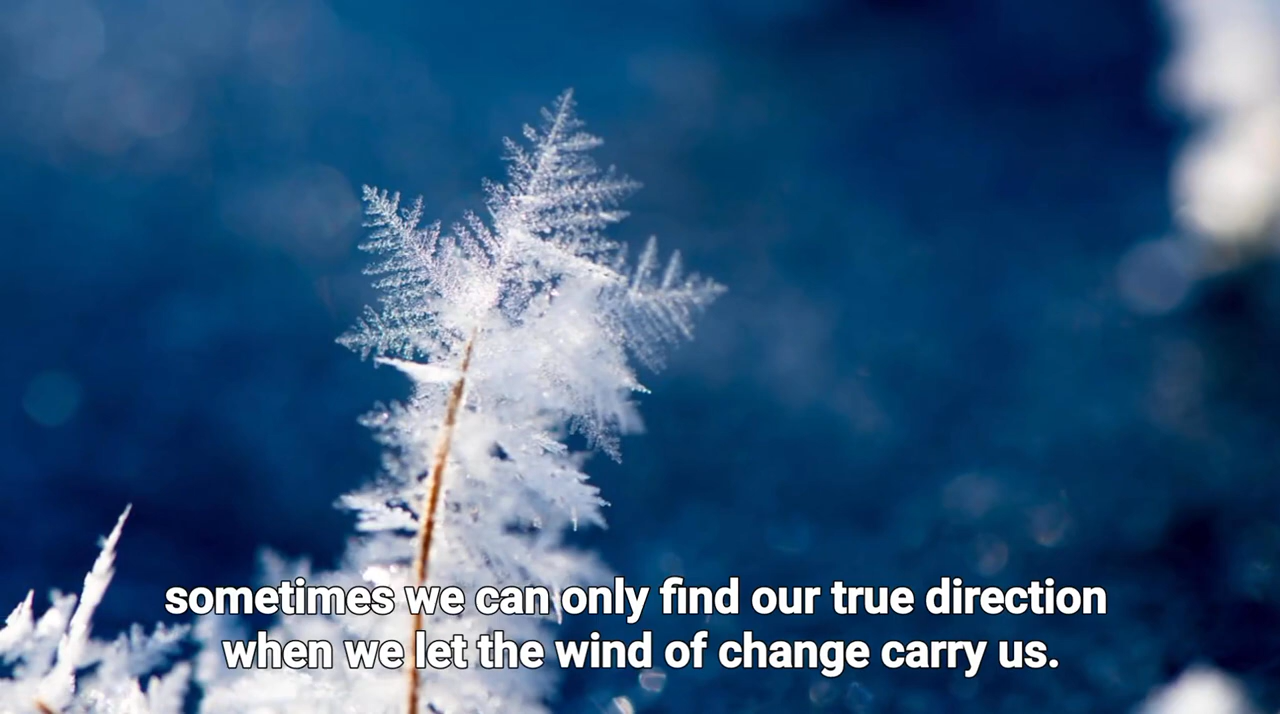 sometimes we can only find our true direction
when we let the wind of change carry us.